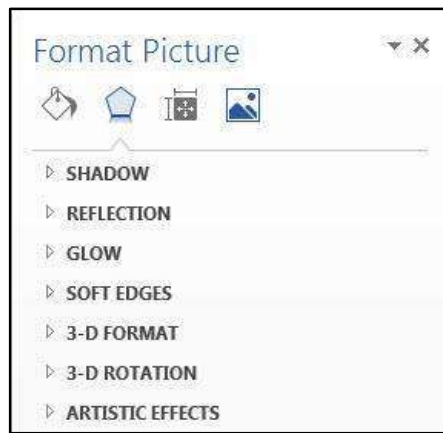 Format Picture
SHADOW
REFLECTION
GLOW
SOFT EDGES
3-D FORMAT
3-D ROTATION
ARTISTIC EFFECTS